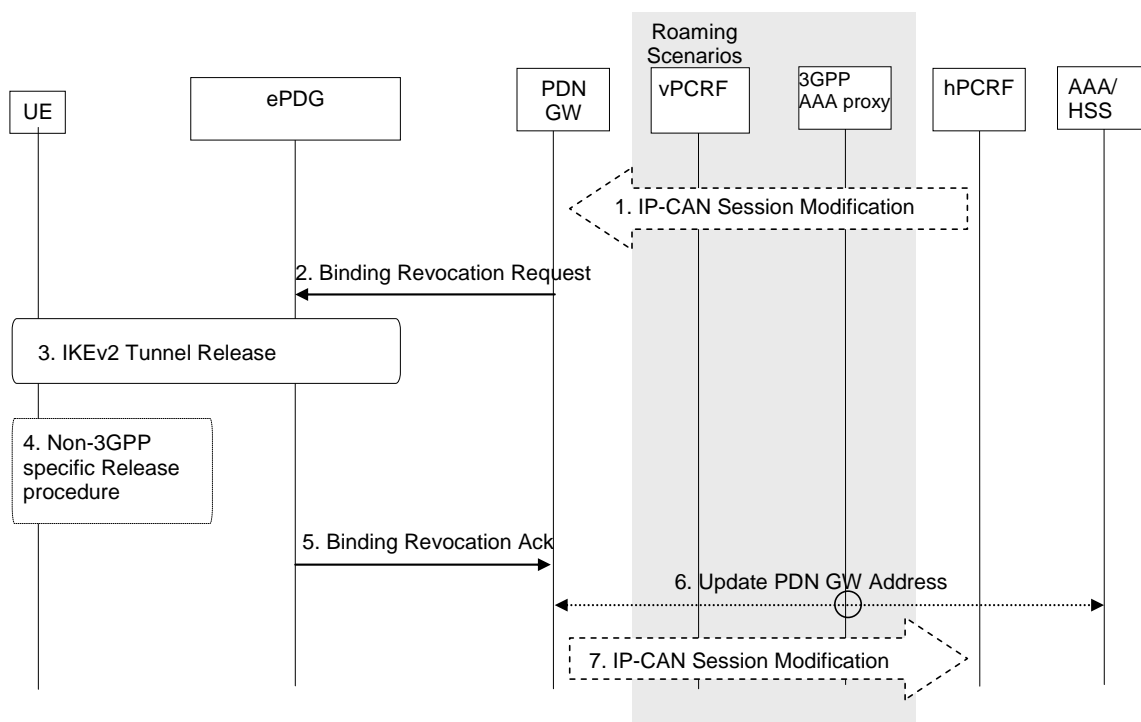 Roaming
Scenarios
UE
ePDG
PDN
GW
vPCRF
3GPP
AAA proxy
hPCRF
AAA/
HSS
1. IP-CAN Session Modification
2. Binding Revocation Request
3. IKEv2 Tunnel Release
4. Non-3GPP
specific Release
procedure
5. Binding Revocation Ack
6. Update PDN GW Address
7. IP-CAN Session Modification